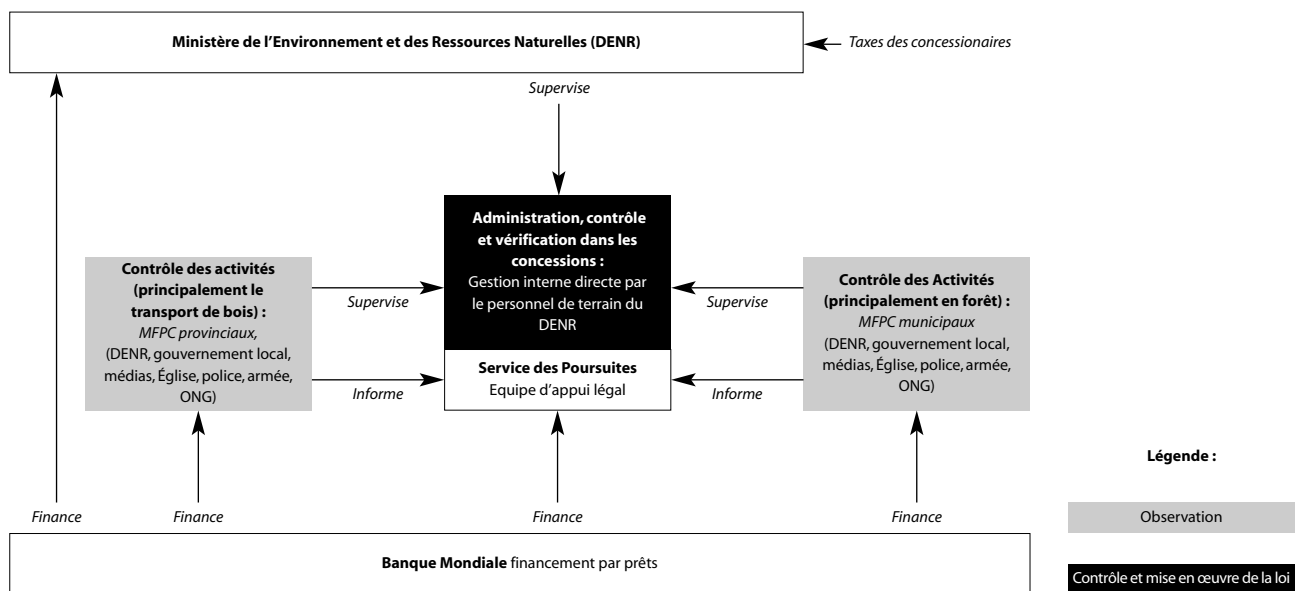 Ministère de l'Environnement et des Ressources Naturelles (DENR)
Taxes des concessionaires
Supervise
Administration, contrôle
et vérification dans les
concessions :
Gestion interne directe par
le personnel de terrain du
DENR
Service des Poursuites
Equipe d'appui légal
Contrôle des activités
(principalement le
transport de bois) :
MFPC provinciaux,
(DENR, gouvernement local,
médias, Église, police, armée,
ONG)
Supervise
Informe
Supervise
Informe
Contrôle des Activités
(principalement en forêt) :
MFPC municipaux
(DENR, gouvernement local,
médias, Église, police, armée,
ONG)
Finance
Finance
Finance
Finance
Banque Mondiale financement par prêts
Légende :
Observation
Contrôle et mise en œuvre de la loi